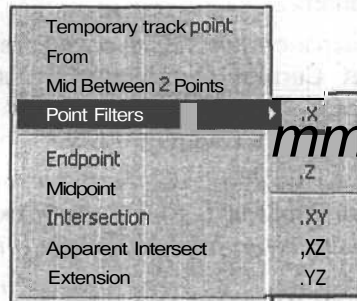 Temporary track point
From
Mid Between 2 Points
Point Filters
.X
mm
Endpoint
.Z
Midpoint
Intersection
.XY
Apparent Intersect
,XZ
Extension
.YZ